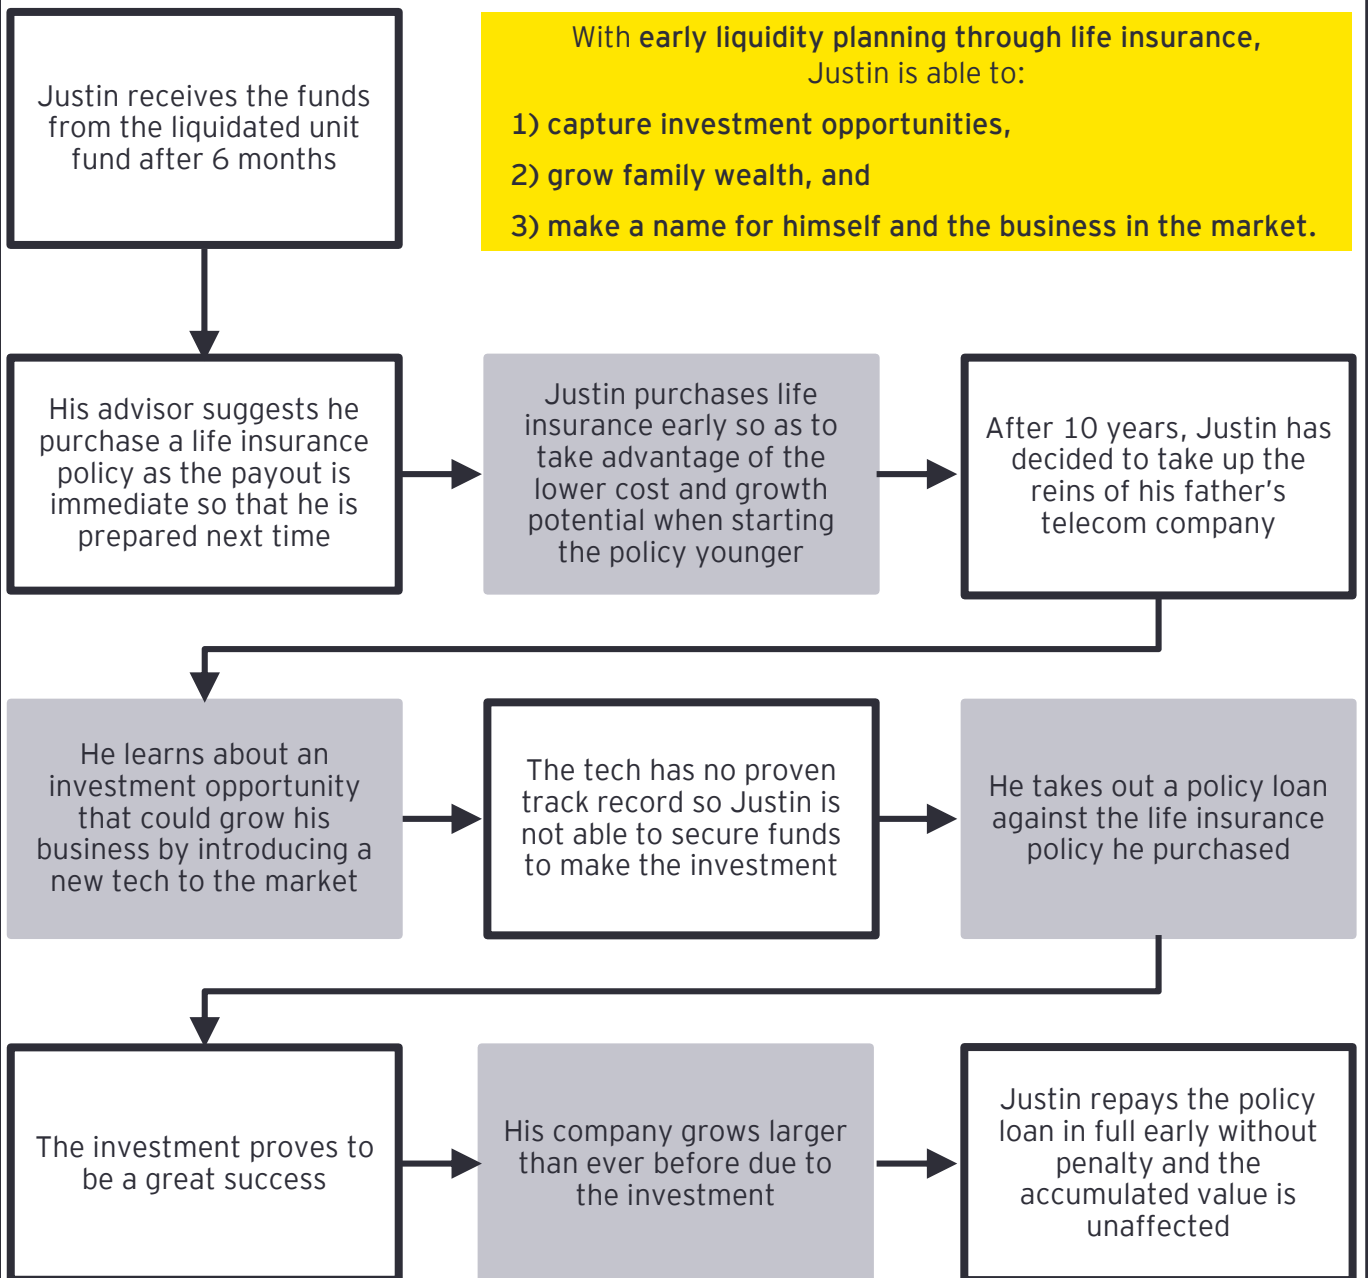 Justin receives the funds
from the liquidated unit
fund after 6 months
With early liquidity planning through life insurance,
Justin is able to:
1) capture investment opportunities,
2) grow family wealth, and
3) make a name for himself and the business in the market.
His advisor suggests he
purchase a life insurance
policy as the payout is
immediate so that he is
prepared next time
Justin purchases life
insurance early so as to
take advantage of the
lower cost and growth
potential when starting
the policy younger
After 10 years, Justin has
decided to take up the
reins of his father's
telecom company
He learns about an
investment opportunity
that could grow his
business by introducing a
new tech to the market
The tech has no proven
track record so Justin is
not able to secure funds
to make the investment
He takes out a policy loan
against the life insurance
policy he purchased
The investment proves to
be a great success
His company grows larger
than ever before due to
the investment
Justin repays the policy
loan in full early without
penalty and the
accumulated value is
unaffected